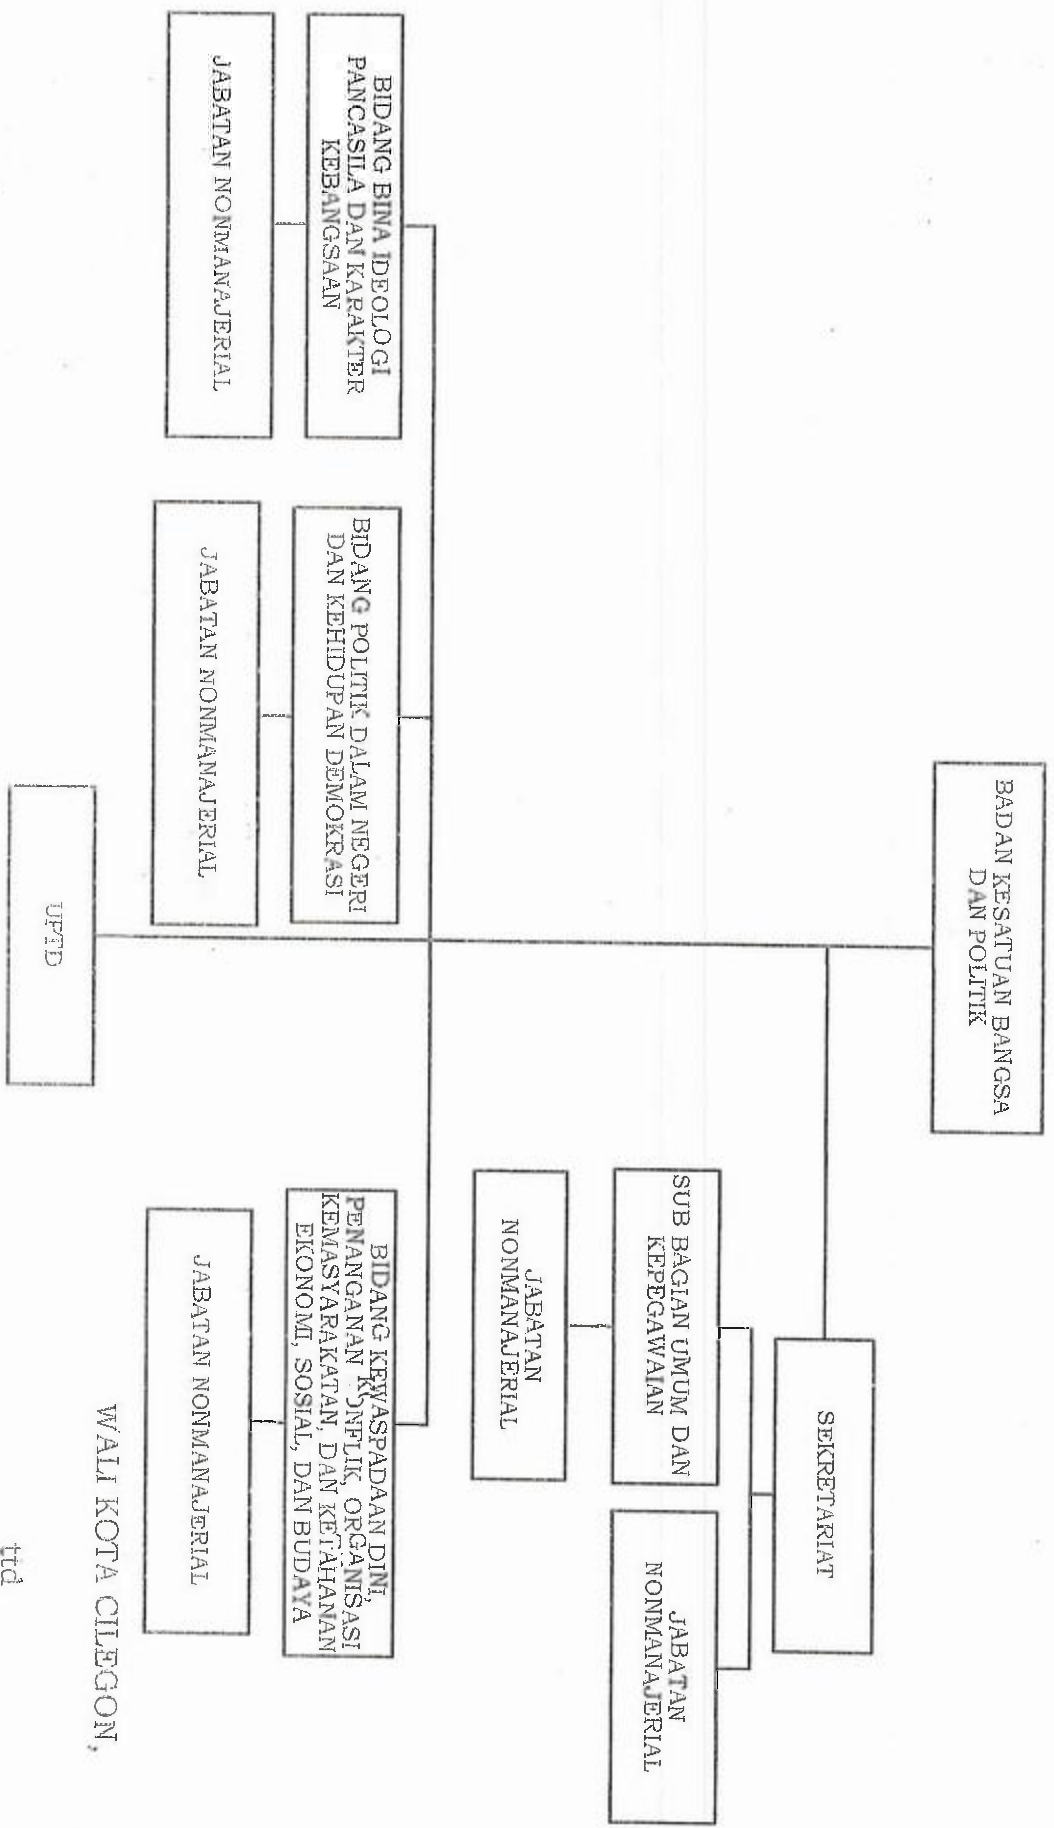 BADAN KESATUAN BANGSA
DAN POLITIK
SEKRETARIAT
SUB BAGIAN UMUM DAN
KEPEGAWAIAN
JABATAN
NONMANAJERIAL
JABATAN
NONMANAJERIAL
BIDANG BINA IDEOLOGI
PANCASILA DAN KARAKTER
KEBANGSAAN
BIDANG POLITIK DALAM NEGERI
DAN KEHIDUPAN DEMOKRASI
BIDANG KEWASPADAAN DINI,
PENANGANAN KONFLIK, ORGANISASI
KEMASYARAKATAN, DAN KETAHANAN
EKONOMI, SOSIAL, DAN BUDAYA
JABATAN NONMANAJERIAL
JABATAN NONMANAJERIAL
JABATAN NONMANAJERIAL
UPTD
WALI KOTA CILEGON,
ttd